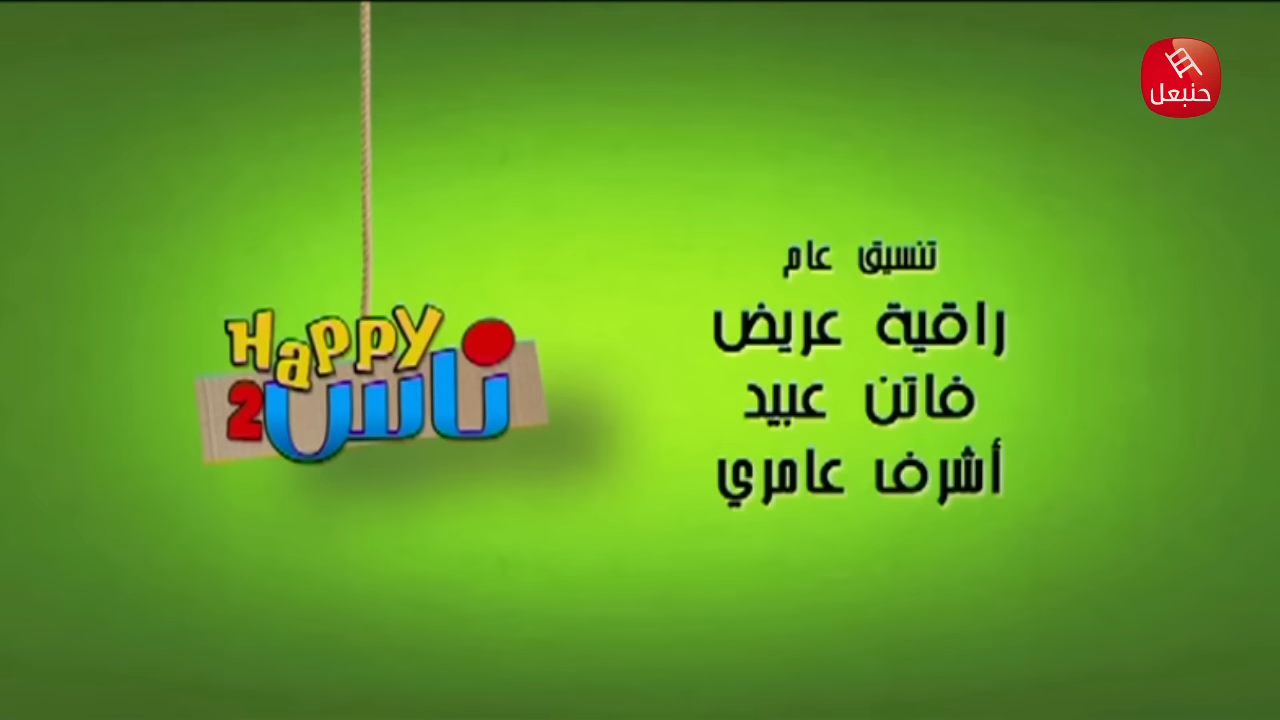 حنبعل
Happy
ناس 2
تنسيق عام
راقية عريض
فاتن عبيد
أشرف عامري